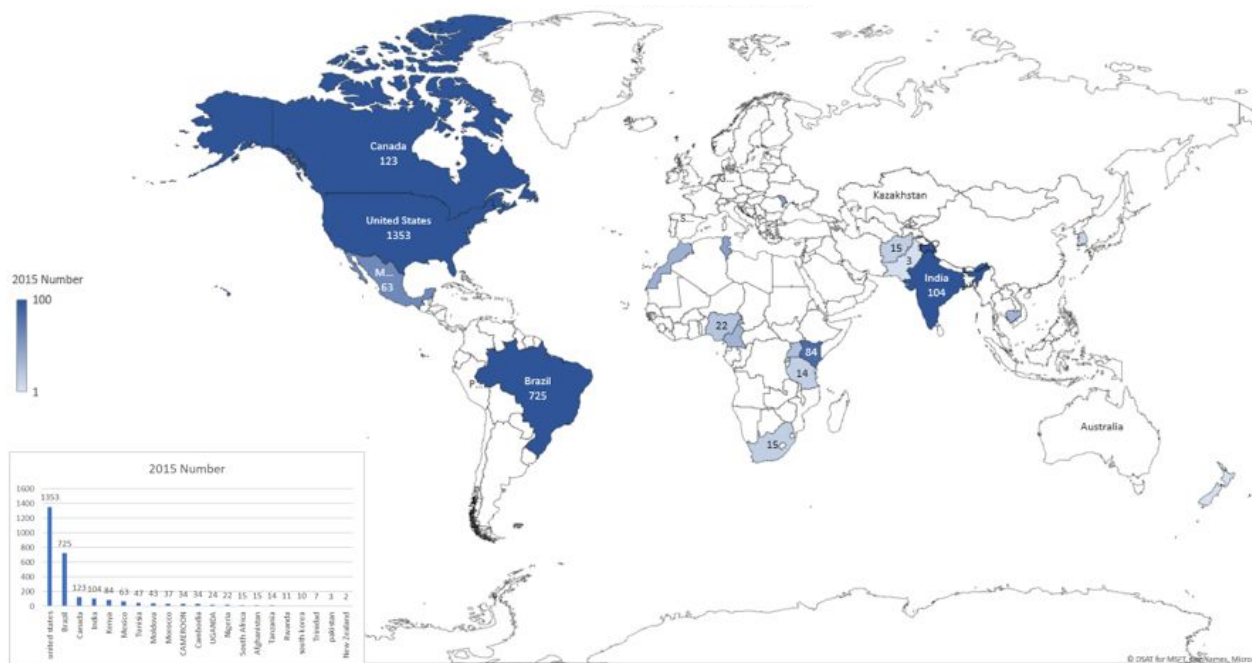 Canada
123
United States
1353
M...
63
Brazil
725
P...
S...
Kazakhstan
15
3
India
104
22
84
14
15
Australia
2015 Number
100
1
2015 Number
1600
1400
1200
1000
800
600
400
200
0
1353
725
123
104
84
63
47
43
37
34
34
24
22
15
15
14
11
10
7
3
2
united states
Brazil
Canada
India
Kenya
Mexico
Tunisia
Moldova
Morocco
CAMEROON
Cambodia
UGANDA
Nigeria
South Africa
Afghanistan
Tanzania
Rwanda
south korea
Trinidad
pakistan
New Zealand
© DSAT for MSFT, GeoNames, Micro